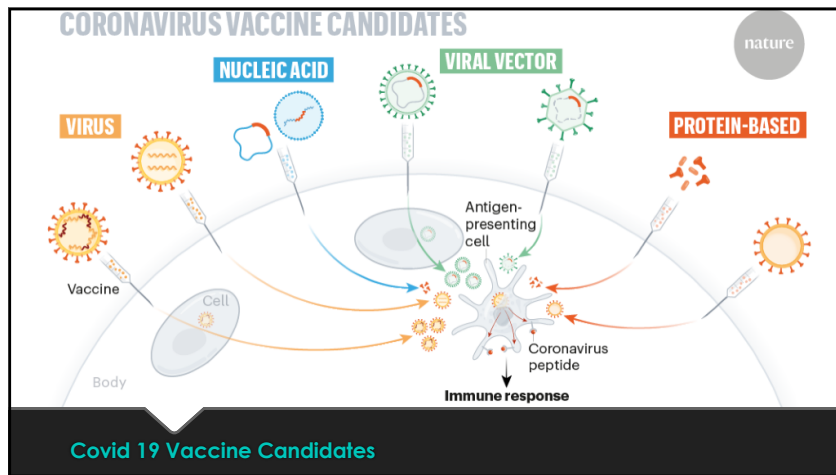 CORONAVIRUS VACCINE CANDIDATES
nature
VIRAL VECTOR
NUCLEIC ACID
VIRUS
PROTEIN-BASED
Antigen-
presenting
cell
Vaccine
Cell
Coronavirus
peptide
Body
Immune response
Covid 19 Vaccine Candidates